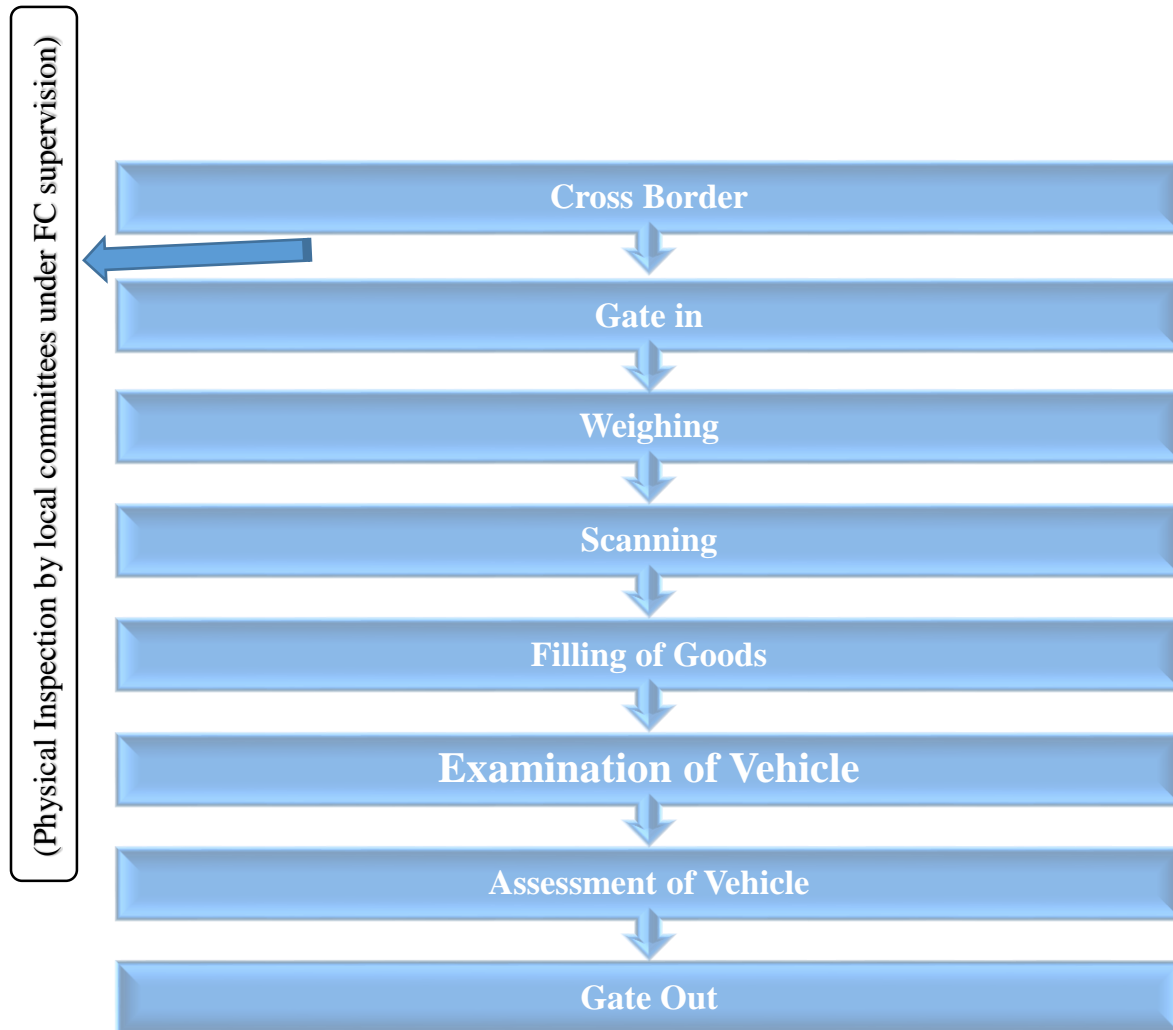 (Physical Inspection by local committees under FC supervision)
Cross Border
Gate in
Weighing
Scanning
Filling of Goods
Examination of Vehicle
Assessment of Vehicle
Gate Out